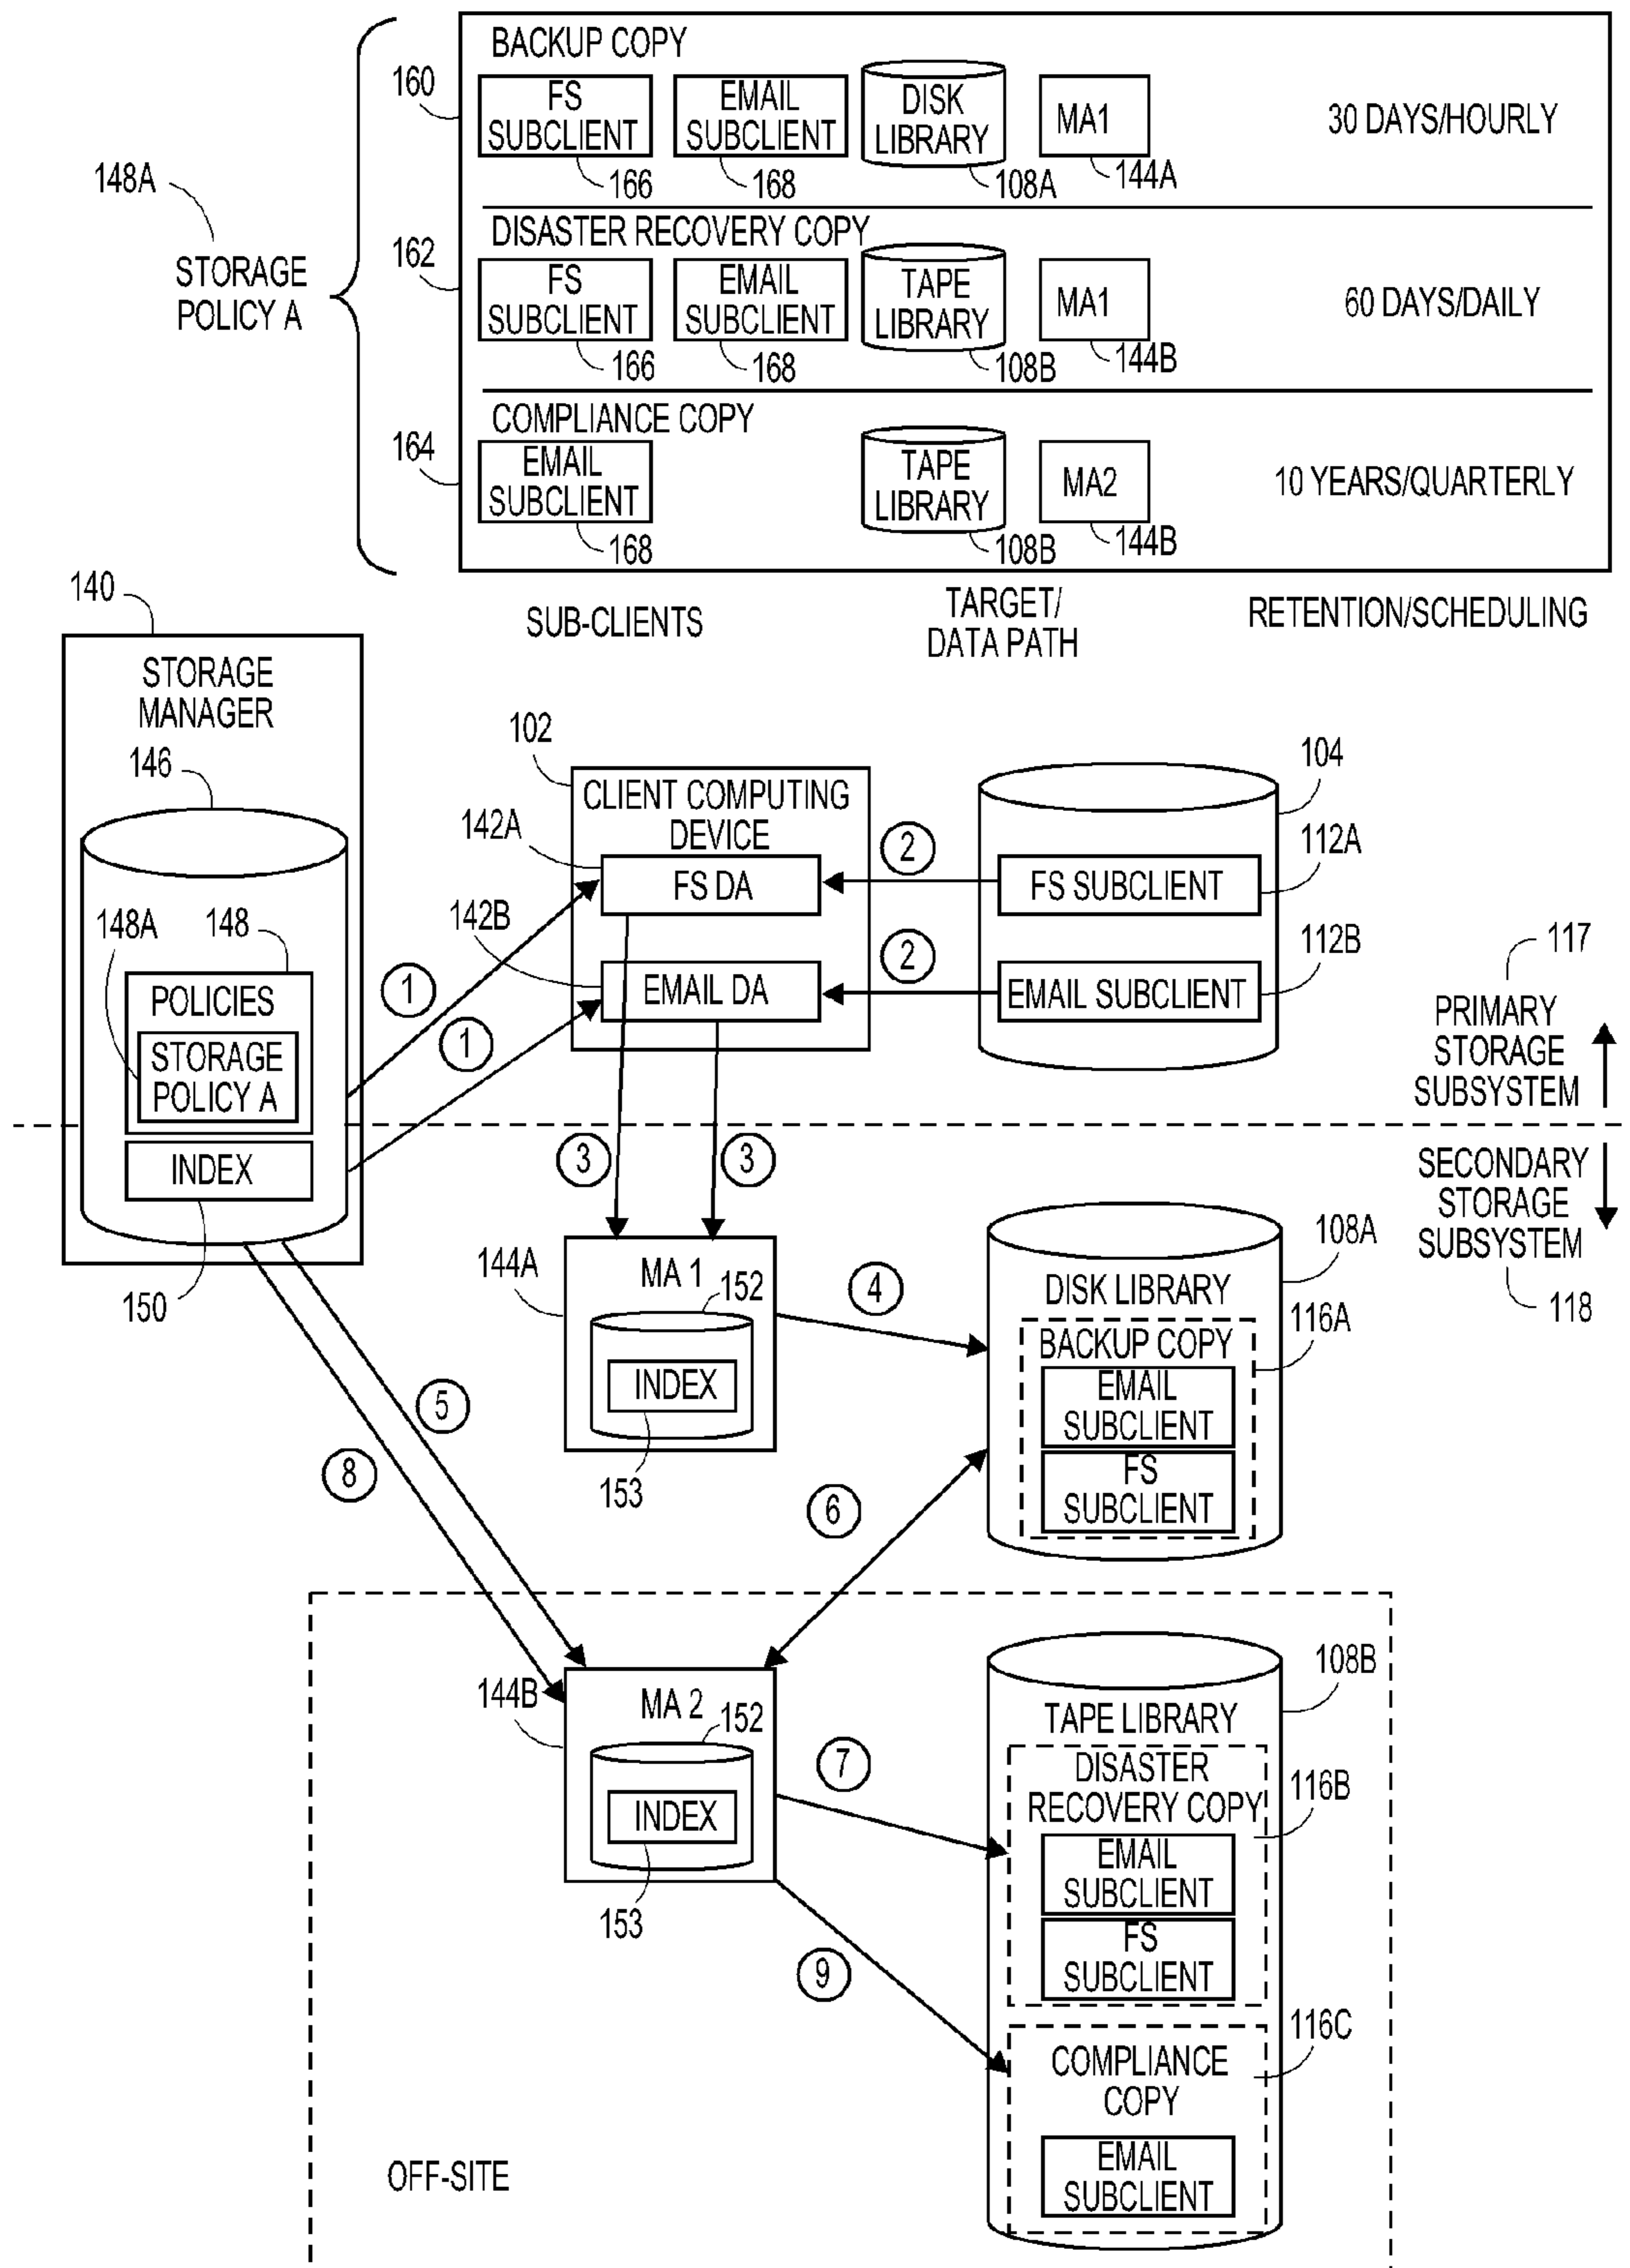 BACKUP COPY
160
FS
SUBCLIENT
166
EMAIL
SUBCLIENT
168
DISK
LIBRARY
108A
MA1
144A
30 DAYS/HOURLY
148A
STORAGE
POLICY A
DISASTER RECOVERY COPY
162
FS
SUBCLIENT
166
EMAIL
SUBCLIENT
168
TAPE
LIBRARY
108B
MA1
144B
60 DAYS/DAILY
COMPLIANCE COPY
164
EMAIL
SUBCLIENT
168
TAPE
LIBRARY
108B
MA2
144B
10 YEARS/QUARTERLY
SUB-CLIENTS
TARGET/
DATA PATH
RETENTION/SCHEDULING
140
STORAGE
MANAGER
146
148A
148
POLICIES
STORAGE
POLICY A
INDEX
150
102
CLIENT COMPUTING
DEVICE
142A
FS DA
142B
EMAIL DA
104
112A
FS SUBCLIENT
112B
EMAIL SUBCLIENT
2
2
1
1
117
PRIMARY
STORAGE
SUBSYSTEM
SECONDARY
STORAGE
SUBSYSTEM
118
3
3
144A
MA 1
152
INDEX
153
4
108A
DISK LIBRARY
116A
BACKUP COPY
EMAIL
SUBCLIENT
FS
SUBCLIENT
5
8
6
144B
MA 2
152
INDEX
153
7
9
108B
TAPE LIBRARY
DISASTER
RECOVERY COPY
116B
EMAIL
SUBCLIENT
FS
SUBCLIENT
116C
COMPLIANCE
COPY
EMAIL
SUBCLIENT
OFF-SITE